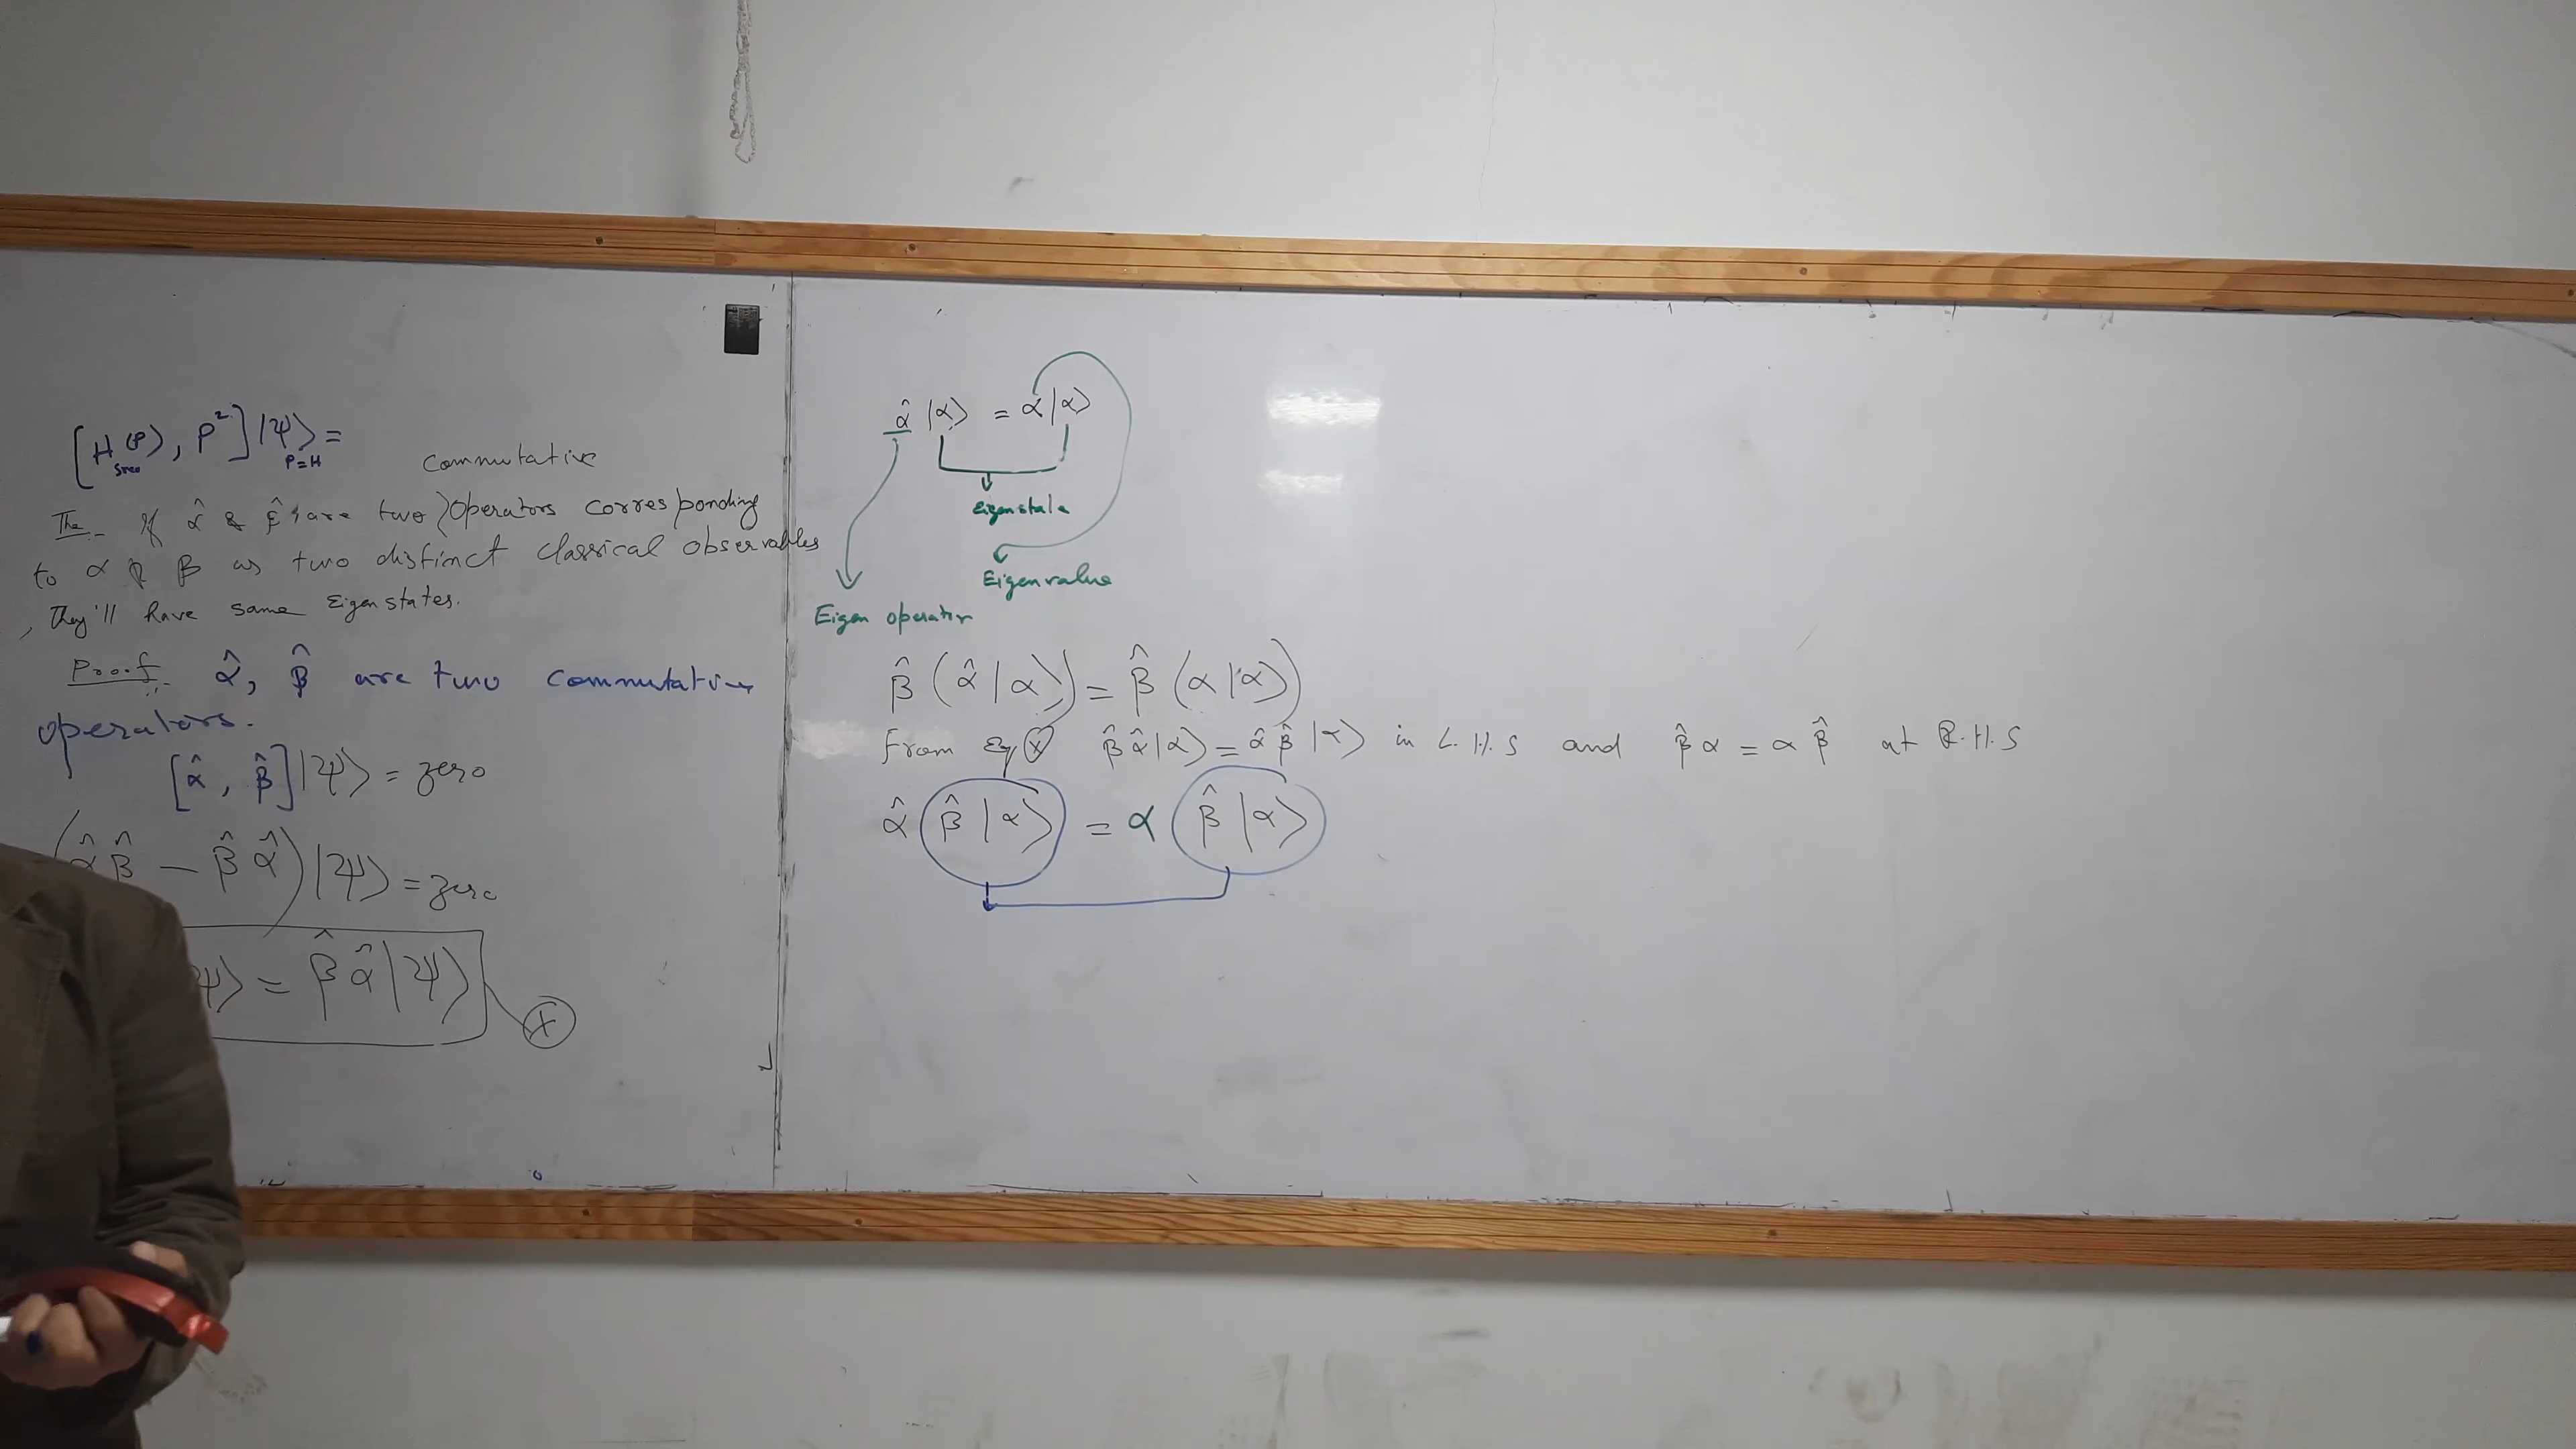 [H(P), P²]|ψ⟩ =
P=H
commutative
The. If α̂ & β̂ are two operators corresponding
to α & β as two distinct classical observables
, They'll have same Eigenstates.
Proof:- α̂, β̂ are two commutative
operators.
[α̂, β̂]|ψ⟩ = zero
(α̂β̂ − β̂α̂)|ψ⟩ = zero
ψ⟩ = β̂α̂|ψ⟩
α̂|α⟩ = α|α⟩
Eigenstate
Eigenvalue
Eigen operator
β̂(α̂|α⟩) = β̂(α|α⟩)
From Eq (×) β̂α̂|α⟩ = α̂β̂|α⟩ in L.H.S and β̂α = αβ̂ at R.H.S
α̂ β̂|α⟩ = α β̂|α⟩